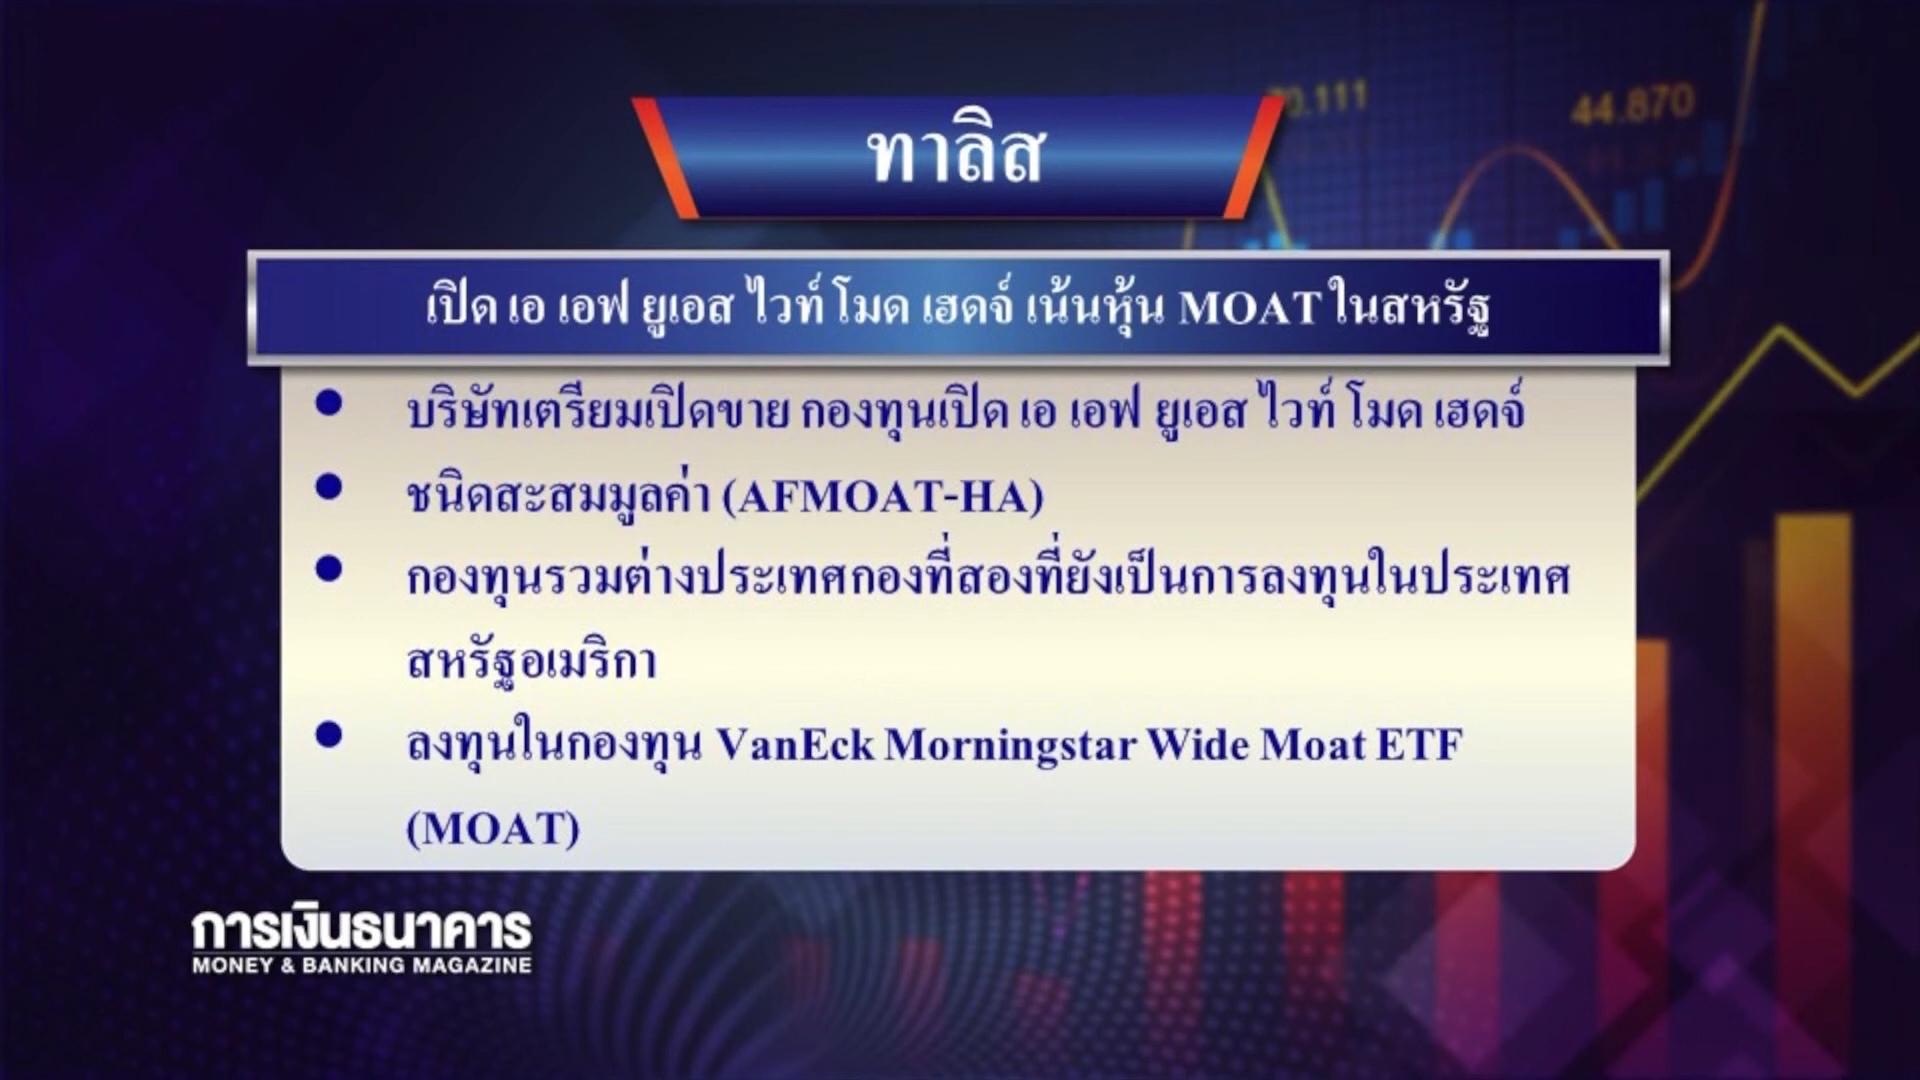 ทาลิส
เปิด เอ เอฟ ยูเอส ไวท์ โมด เฮดจ์ เน้นหุ้น MOAT ในสหรัฐ
• บริษัทเตรียมเปิดขาย กองทุนเปิด เอ เอฟ ยูเอส ไวท์ โมด เฮดจ์
• ชนิดสะสมมูลค่า (AFMOAT-HA)
• กองทุนรวมต่างประเทศกองที่สองที่ยังเป็นการลงทุนในประเทศ
สหรัฐอเมริกา
• ลงทุนในกองทุน VanEck Morningstar Wide Moat ETF
(MOAT)
การเงินธนาคาร
MONEY & BANKING MAGAZINE
44.870